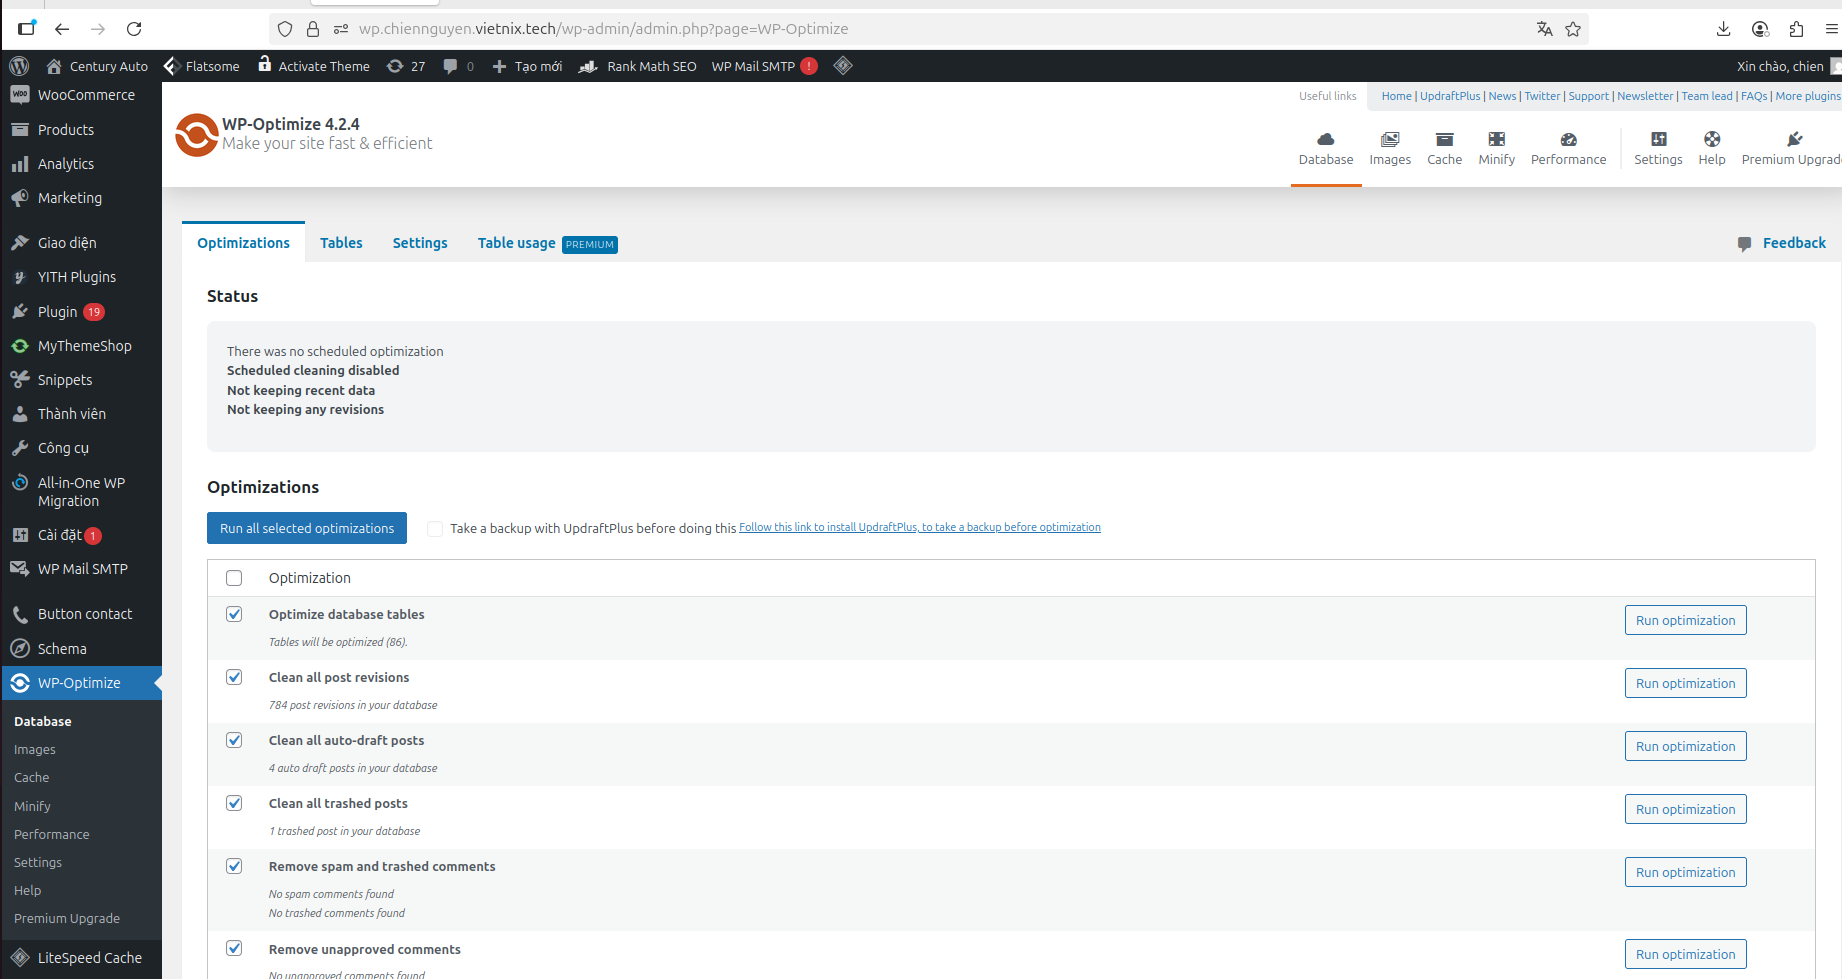 wp.chiennguyen.vietnix.tech/wp-admin/admin.php?page=WP-Optimize
Century Auto Flatsome Activate Theme 27 0 Tạo mới Rank Math SEO WP Mail SMTP ! Xin chào, chien
WooCommerce
Products
Analytics
Marketing
Giao diện
YITH Plugins
Plugin 19
MyThemeShop
Snippets
Thành viên
Công cụ
All-in-One WP
Migration
Cài đặt 1
WP Mail SMTP
Button contact
Schema
WP-Optimize
Database
Images
Cache
Minify
Performance
Settings
Help
Premium Upgrade
LiteSpeed Cache
WP-Optimize 4.2.4
Make your site fast & efficient
Useful links Home | UpdraftPlus | News | Twitter | Support | Newsletter | Team lead | FAQs | More plugins
Database Images Cache Minify Performance Settings Help Premium Upgrad
Optimizations Tables Settings Table usage PREMIUM Feedback
Status
There was no scheduled optimization
Scheduled cleaning disabled
Not keeping recent data
Not keeping any revisions
Optimizations
Run all selected optimizations Take a backup with UpdraftPlus before doing this Follow this link to install UpdraftPlus, to take a backup before optimization
Optimization
Optimize database tables Run optimization
Tables will be optimized (86).
Clean all post revisions Run optimization
784 post revisions in your database
Clean all auto-draft posts Run optimization
4 auto draft posts in your database
Clean all trashed posts Run optimization
1 trashed post in your database
Remove spam and trashed comments Run optimization
No spam comments found
No trashed comments found
Remove unapproved comments Run optimization
No unapproved comments found